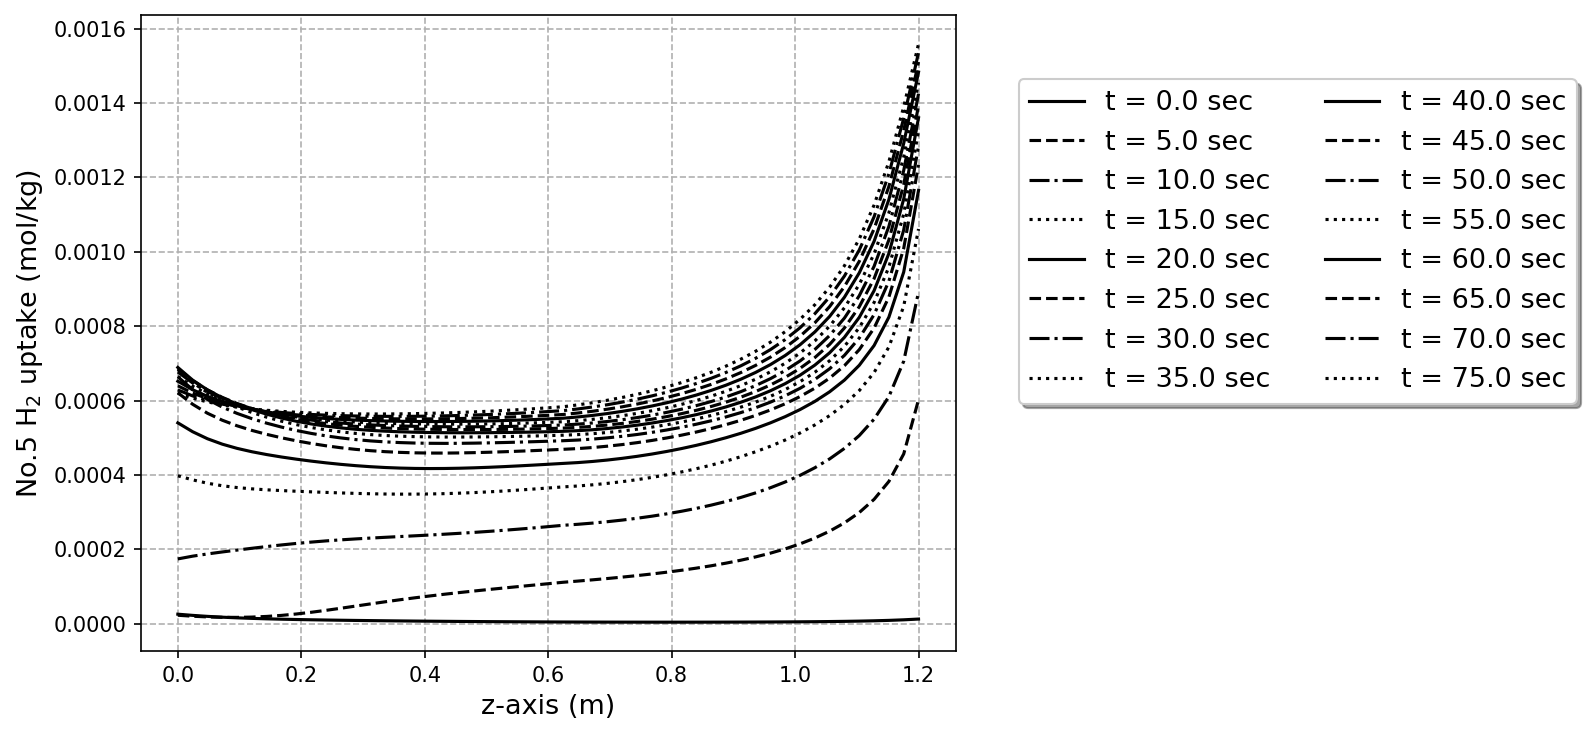 0.0016
0.0014
0.0012
0.0010
0.0008
0.0006
0.0004
0.0002
0.0000
No.5 H₂ uptake (mol/kg)
0.0 0.2 0.4 0.6 0.8 1.0 1.2
z-axis (m)
t = 0.0 sec
t = 5.0 sec
t = 10.0 sec
t = 15.0 sec
t = 20.0 sec
t = 25.0 sec
t = 30.0 sec
t = 35.0 sec
t = 40.0 sec
t = 45.0 sec
t = 50.0 sec
t = 55.0 sec
t = 60.0 sec
t = 65.0 sec
t = 70.0 sec
t = 75.0 sec